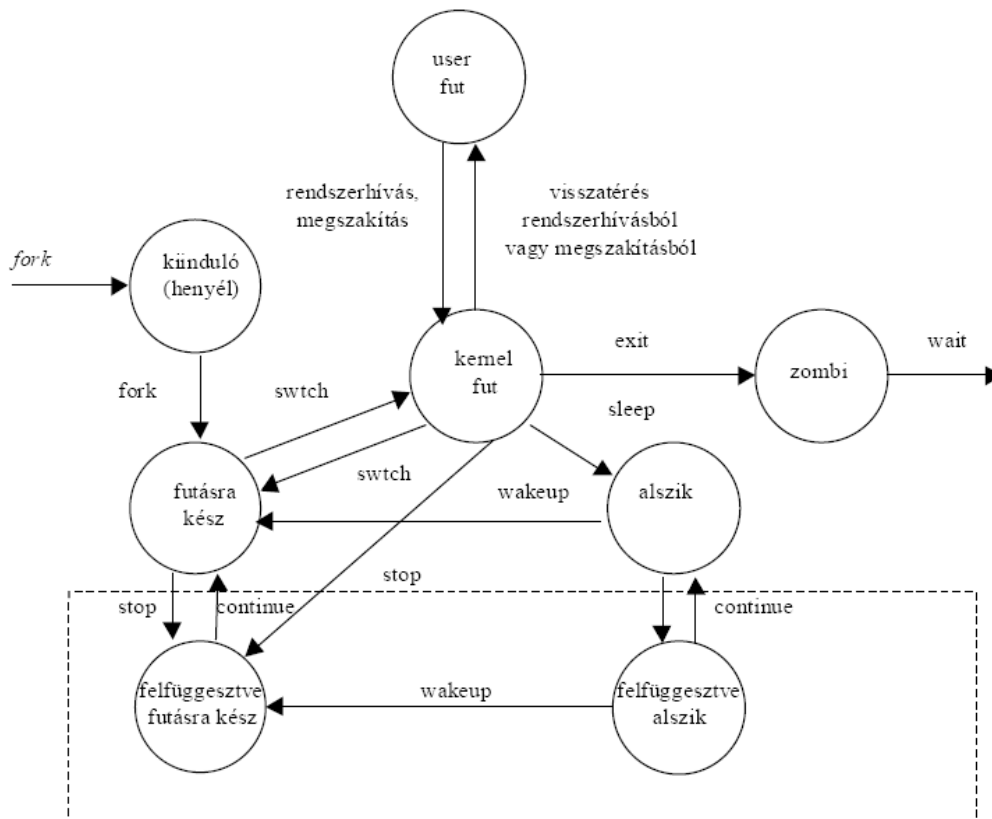 user
fut
rendszerhívás,
megszakítás
visszatérés
rendszerhívásból
vagy megszakításból
fork
kiinduló
(henyél)
kernel
fut
exit
zombi
wait
fork
swtch
sleep
swtch
futásra
kész
wakeup
alszik
stop
stop
continue
continue
felfüggesztve
futásra kész
wakeup
felfüggesztve
alszik